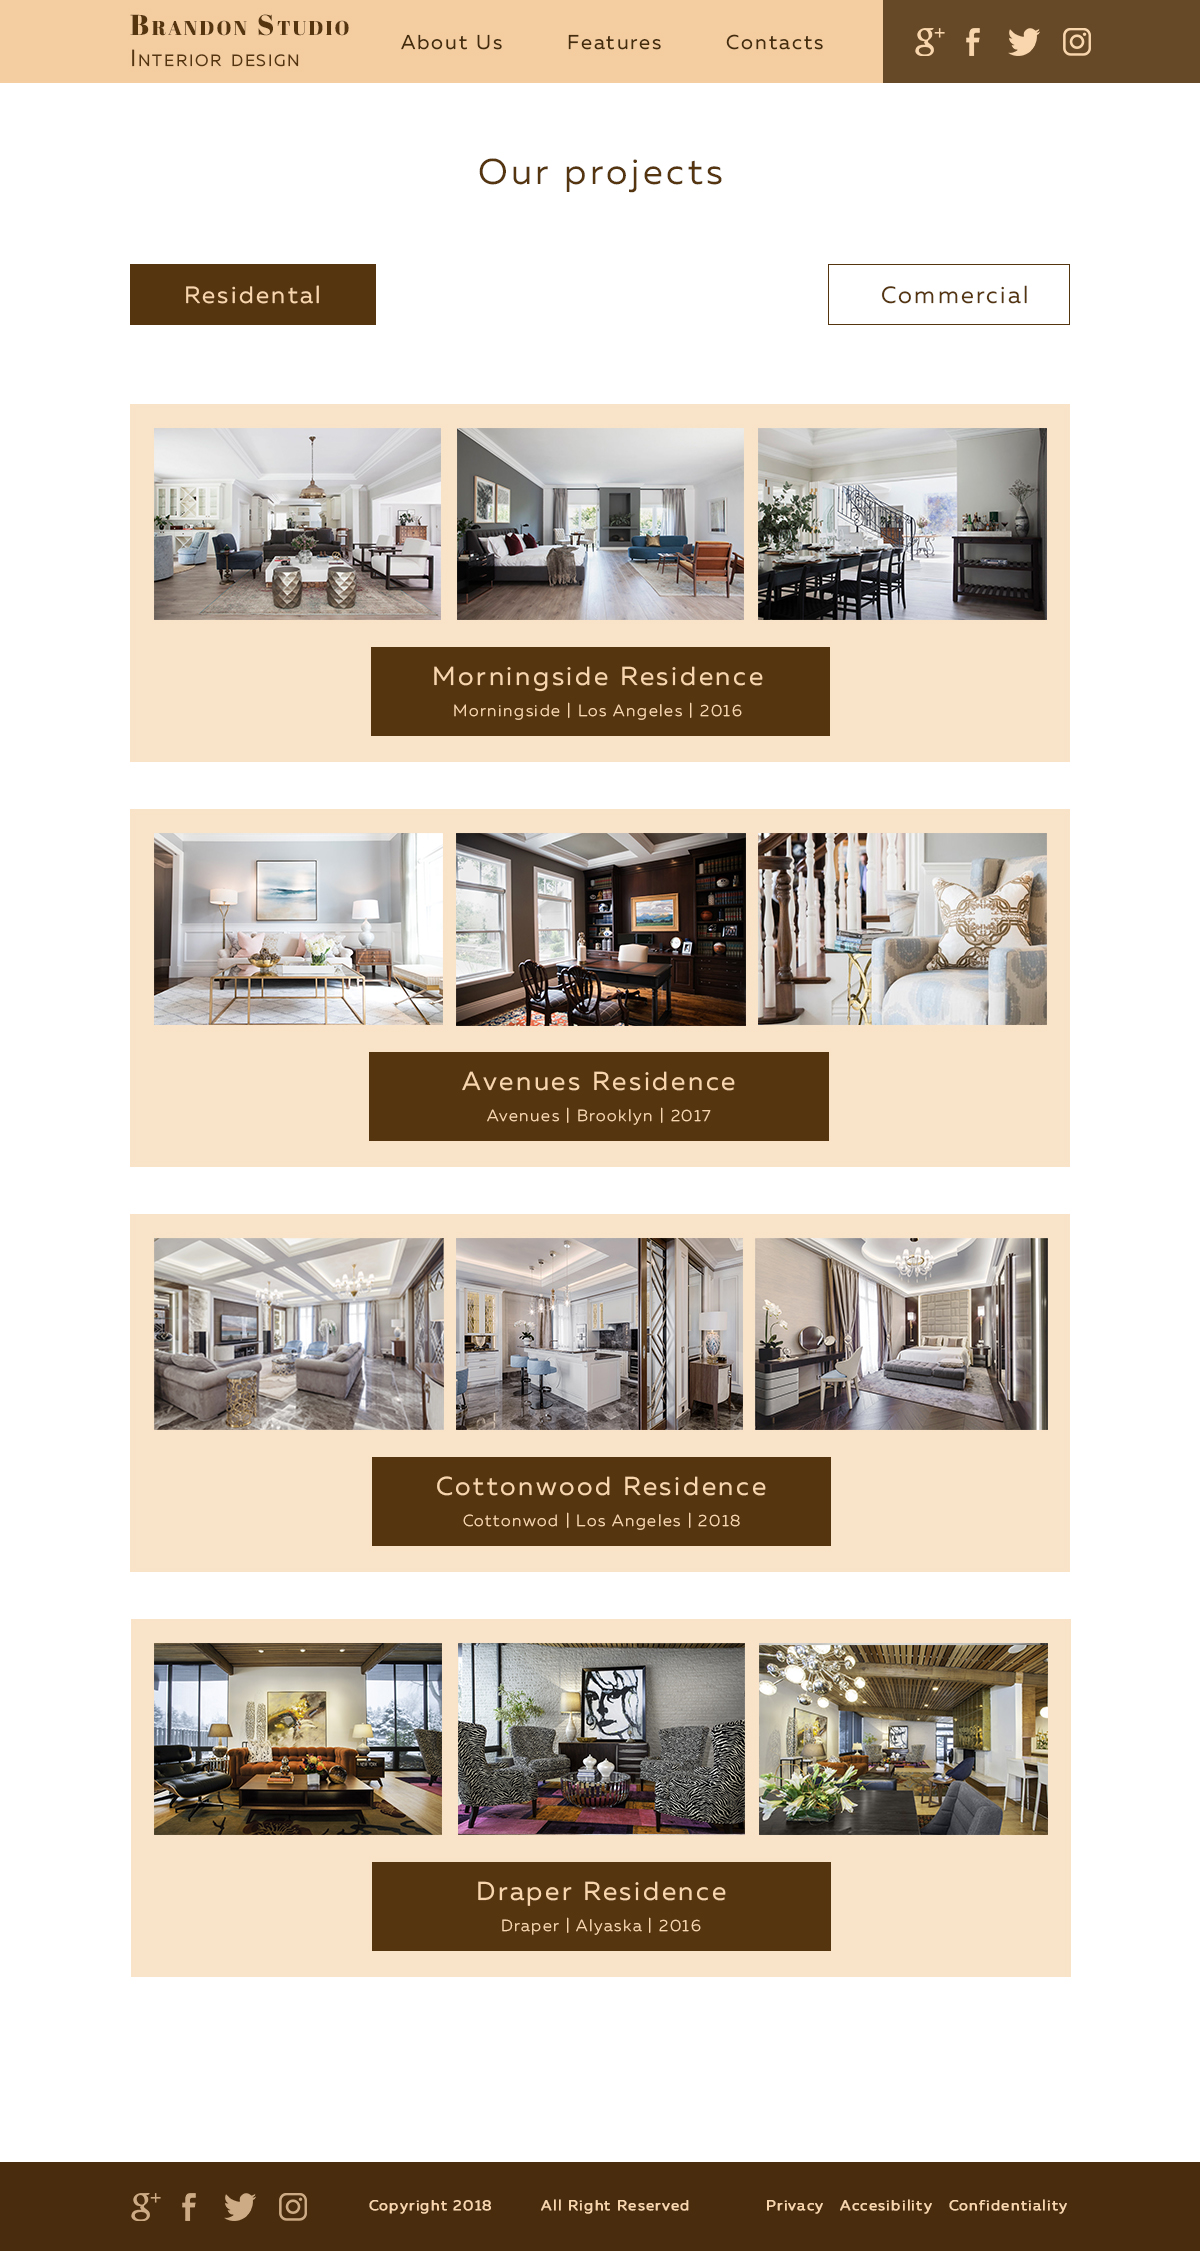 Brandon Studio
Interior design
About Us Features Contacts
g+ f
Our projects
Residental Commercial
Morningside Residence
Morningside | Los Angeles | 2016
Avenues Residence
Avenues | Brooklyn | 2017
Cottonwood Residence
Cottonwod | Los Angeles | 2018
Draper Residence
Draper | Alyaska | 2016
g+ f Copyright 2018 All Right Reserved Privacy Accesibility Confidentiality